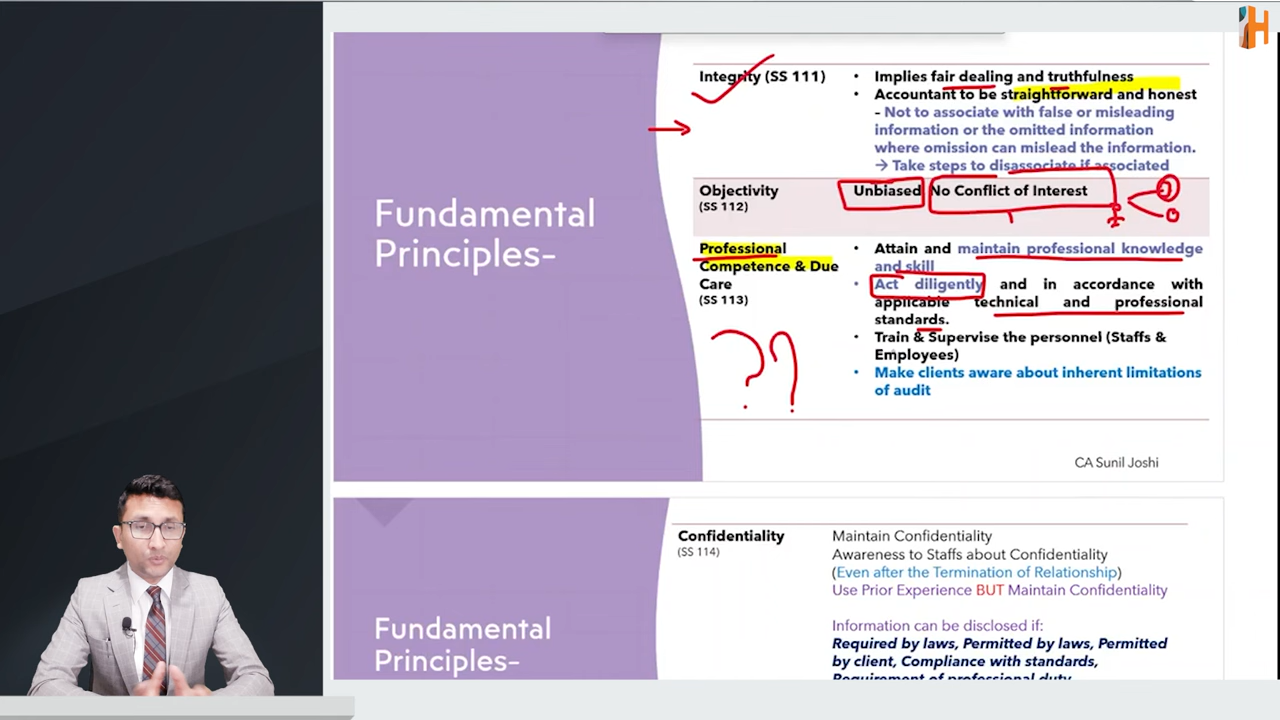 Integrity (SS 111)
• Implies fair dealing and truthfulness
• Accountant to be straightforward and honest
– Not to associate with false or misleading
information or the omitted information
where omission can mislead the information.
→ Take steps to disassociate if associated
Objectivity
(SS 112)
Unbiased No Conflict of Interest
Fundamental
Principles-
Professional
Competence & Due
Care
(SS 113)
• Attain and maintain professional knowledge
and skill
• Act diligently and in accordance with
applicable technical and professional
standards.
• Train & Supervise the personnel (Staffs &
Employees)
• Make clients aware about inherent limitations
of audit
??
CA Sunil Joshi
Fundamental
Principles-
Confidentiality
(SS 114)
Maintain Confidentiality
Awareness to Staffs about Confidentiality
(Even after the Termination of Relationship)
Use Prior Experience BUT Maintain Confidentiality
Information can be disclosed if:
Required by laws, Permitted by laws, Permitted
by client, Compliance with standards,
Requirement of professional duty
H